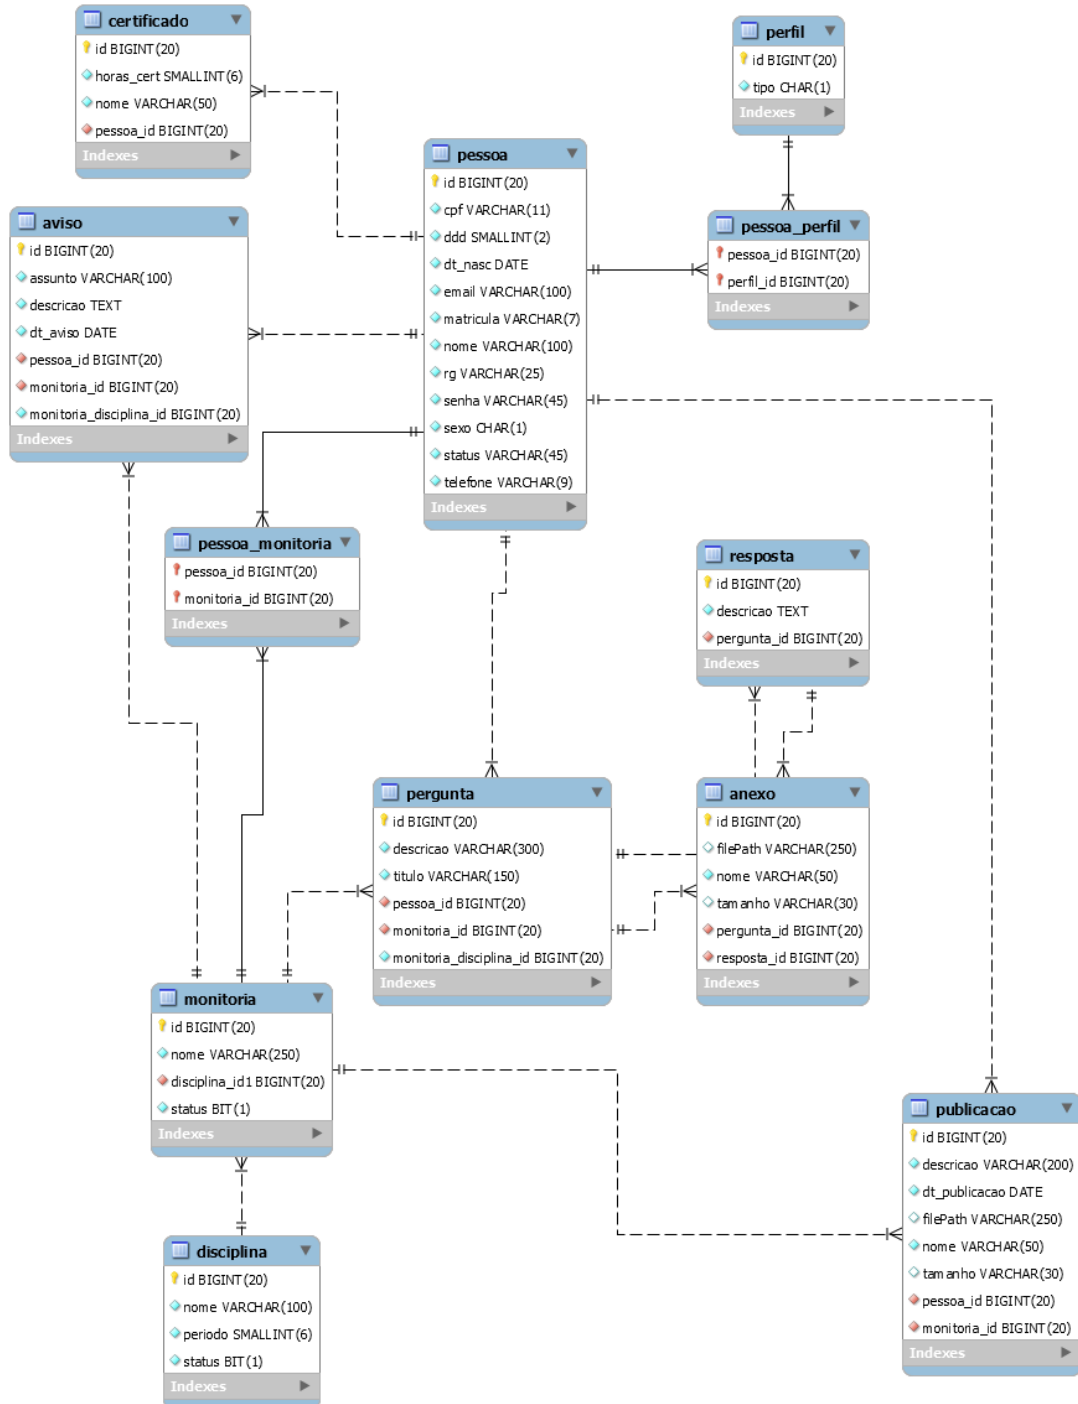 certificado
id BIGINT(20)
horas_cert SMALLINT(6)
nome VARCHAR(50)
pessoa_id BIGINT(20)
Indexes
perfil
id BIGINT(20)
tipo CHAR(1)
Indexes
pessoa
id BIGINT(20)
cpf VARCHAR(11)
ddd SMALLINT(2)
dt_nasc DATE
email VARCHAR(100)
matricula VARCHAR(7)
nome VARCHAR(100)
rg VARCHAR(25)
senha VARCHAR(45)
sexo CHAR(1)
status VARCHAR(45)
telefone VARCHAR(9)
Indexes
aviso
id BIGINT(20)
assunto VARCHAR(100)
descricao TEXT
dt_aviso DATE
pessoa_id BIGINT(20)
monitoria_id BIGINT(20)
monitoria_disciplina_id BIGINT(20)
Indexes
pessoa_perfil
pessoa_id BIGINT(20)
perfil_id BIGINT(20)
Indexes
pessoa_monitoria
pessoa_id BIGINT(20)
monitoria_id BIGINT(20)
Indexes
resposta
id BIGINT(20)
descricao TEXT
pergunta_id BIGINT(20)
Indexes
pergunta
id BIGINT(20)
descricao VARCHAR(300)
titulo VARCHAR(150)
pessoa_id BIGINT(20)
monitoria_id BIGINT(20)
monitoria_disciplina_id BIGINT(20)
Indexes
anexo
id BIGINT(20)
filePath VARCHAR(250)
nome VARCHAR(50)
tamanho VARCHAR(30)
pergunta_id BIGINT(20)
resposta_id BIGINT(20)
Indexes
monitoria
id BIGINT(20)
nome VARCHAR(250)
disciplina_id1 BIGINT(20)
status BIT(1)
Indexes
publicacao
id BIGINT(20)
descricao VARCHAR(200)
dt_publicacao DATE
filePath VARCHAR(250)
nome VARCHAR(50)
tamanho VARCHAR(30)
pessoa_id BIGINT(20)
monitoria_id BIGINT(20)
Indexes
disciplina
id BIGINT(20)
nome VARCHAR(100)
periodo SMALLINT(6)
status BIT(1)
Indexes